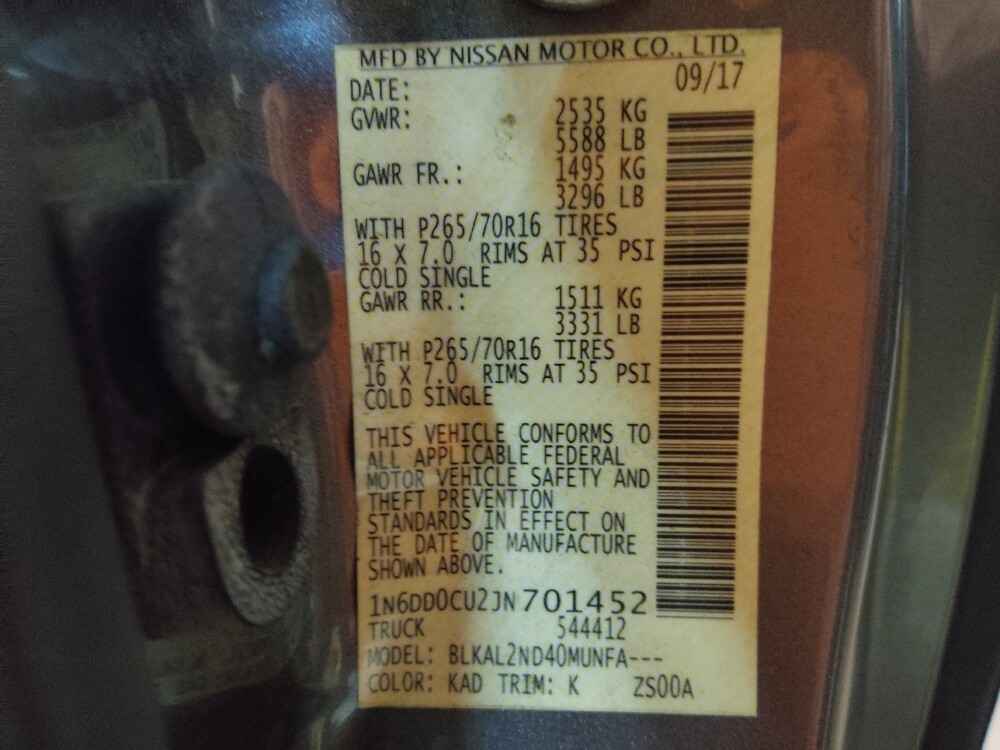 MFD BY NISSAN MOTOR CO., LTD.
DATE: 09/17
GVWR: 2535 KG
5588 LB
GAWR FR.: 1495 KG
3296 LB
WITH P265/70R16 TIRES
16 X 7.0 RIMS AT 35 PSI
COLD SINGLE
GAWR RR.: 1511 KG
3331 LB
WITH P265/70R16 TIRES
16 X 7.0 RIMS AT 35 PSI
COLD SINGLE
THIS VEHICLE CONFORMS TO
ALL APPLICABLE FEDERAL
MOTOR VEHICLE SAFETY AND
THEFT PREVENTION
STANDARDS IN EFFECT ON
THE DATE OF MANUFACTURE
SHOWN ABOVE.
1N6DD0CU2JN701452
TRUCK 544412
MODEL: BLKAL2ND40MUNFA---
COLOR: KAD TRIM: K ZS00A